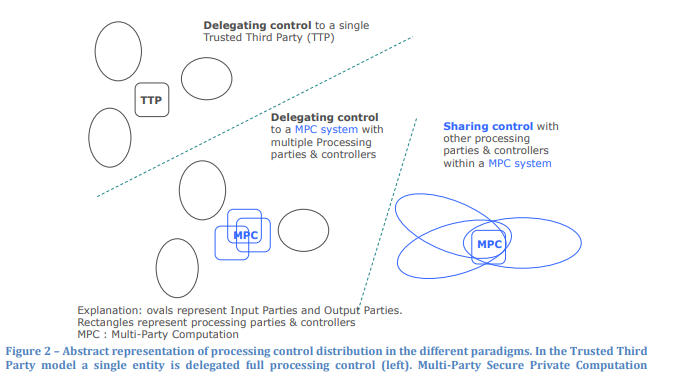 Delegating control to a single
Trusted Third Party (TTP)
TTP
Delegating control
to a MPC system with
multiple Processing
parties & controllers
Sharing control with
other processing
parties & controllers
within a MPC system
MPC
MPC
Explanation: ovals represent Input Parties and Output Parties.
Rectangles represent processing parties & controllers
MPC : Multi-Party Computation
Figure 2 – Abstract representation of processing control distribution in the different paradigms. In the Trusted Third
Party model a single entity is delegated full processing control (left). Multi-Party Secure Private Computation